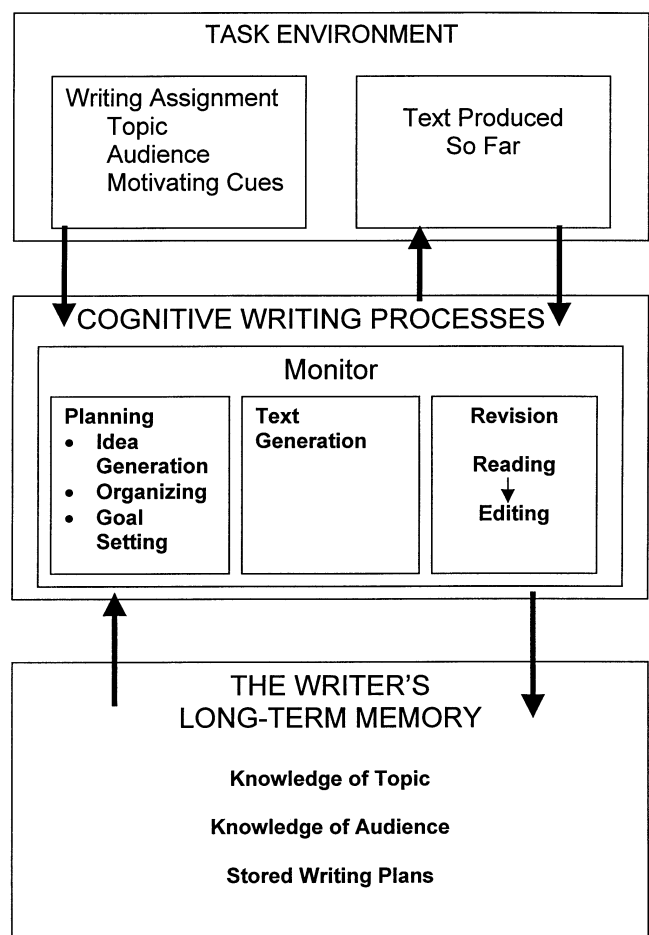 TASK ENVIRONMENT
Writing Assignment
Topic
Audience
Motivating Cues
Text Produced
So Far
COGNITIVE WRITING PROCESSES
Monitor
Planning
• Idea
Generation
• Organizing
• Goal
Setting
Text
Generation
Revision
Reading
Editing
THE WRITER'S
LONG-TERM MEMORY
Knowledge of Topic
Knowledge of Audience
Stored Writing Plans